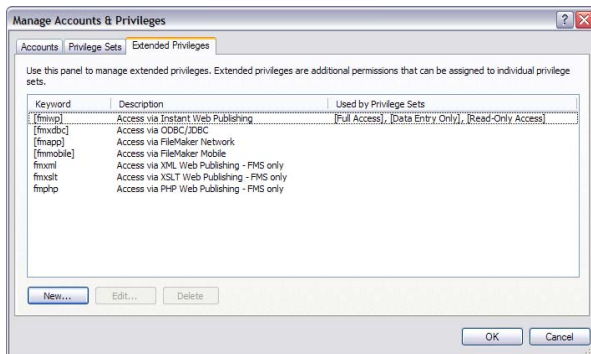 Manage Accounts & Privileges
Accounts Privilege Sets Extended Privileges
Use this panel to manage extended privileges. Extended privileges are additional permissions that can be assigned to individual privilege
sets.
Keyword Description Used by Privilege Sets
[fmiwp] Access via Instant Web Publishing [Full Access], [Data Entry Only], [Read-Only Access]
[fmxdbc] Access via ODBC/JDBC
[fmapp] Access via FileMaker Network
[fmmobile] Access via FileMaker Mobile
fmxml Access via XML Web Publishing - FMS only
fmxslt Access via XSLT Web Publishing - FMS only
fmphp Access via PHP Web Publishing - FMS only
New... Edit... Delete
OK Cancel